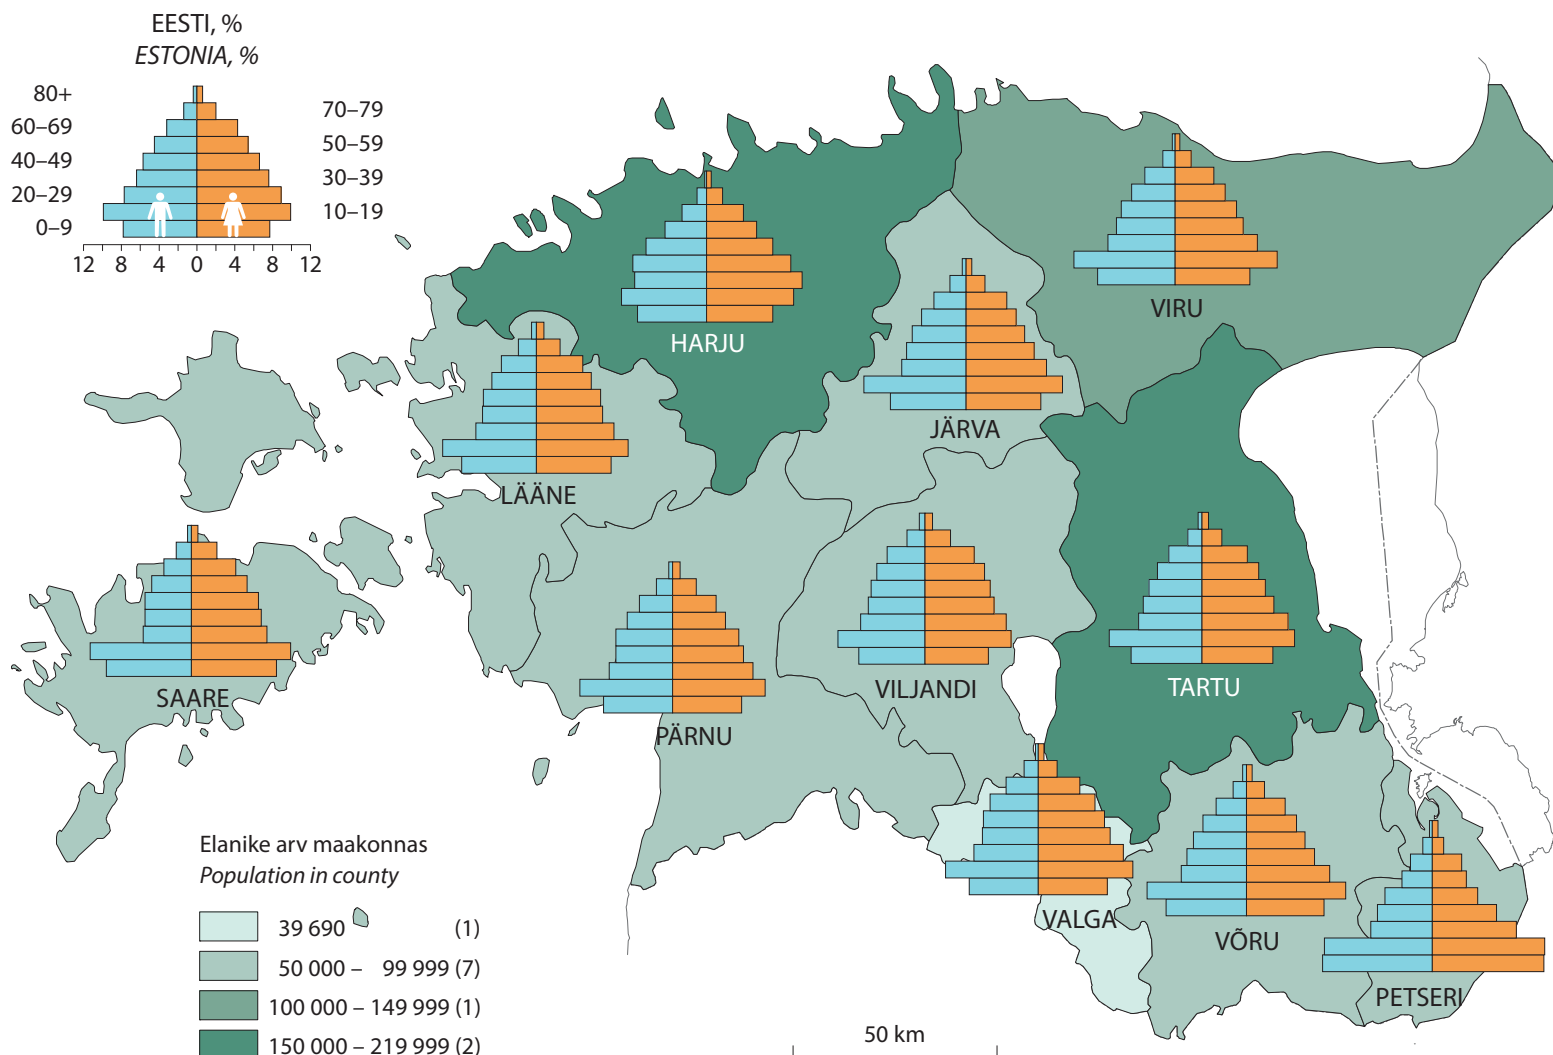 EESTI, %
ESTONIA, %
80+
70–79
60–69
50–59
40–49
30–39
20–29
10–19
0–9
12 8 4 0 4 8 12
HARJU
VIRU
JÄRVA
LÄÄNE
SAARE
PÄRNU
VILJANDI
TARTU
VALGA
VÕRU
PETSERI
Elanike arv maakonnas
Population in county
39 690 (1)
50 000 – 99 999 (7)
100 000 – 149 999 (1)
150 000 – 219 999 (2)
50 km